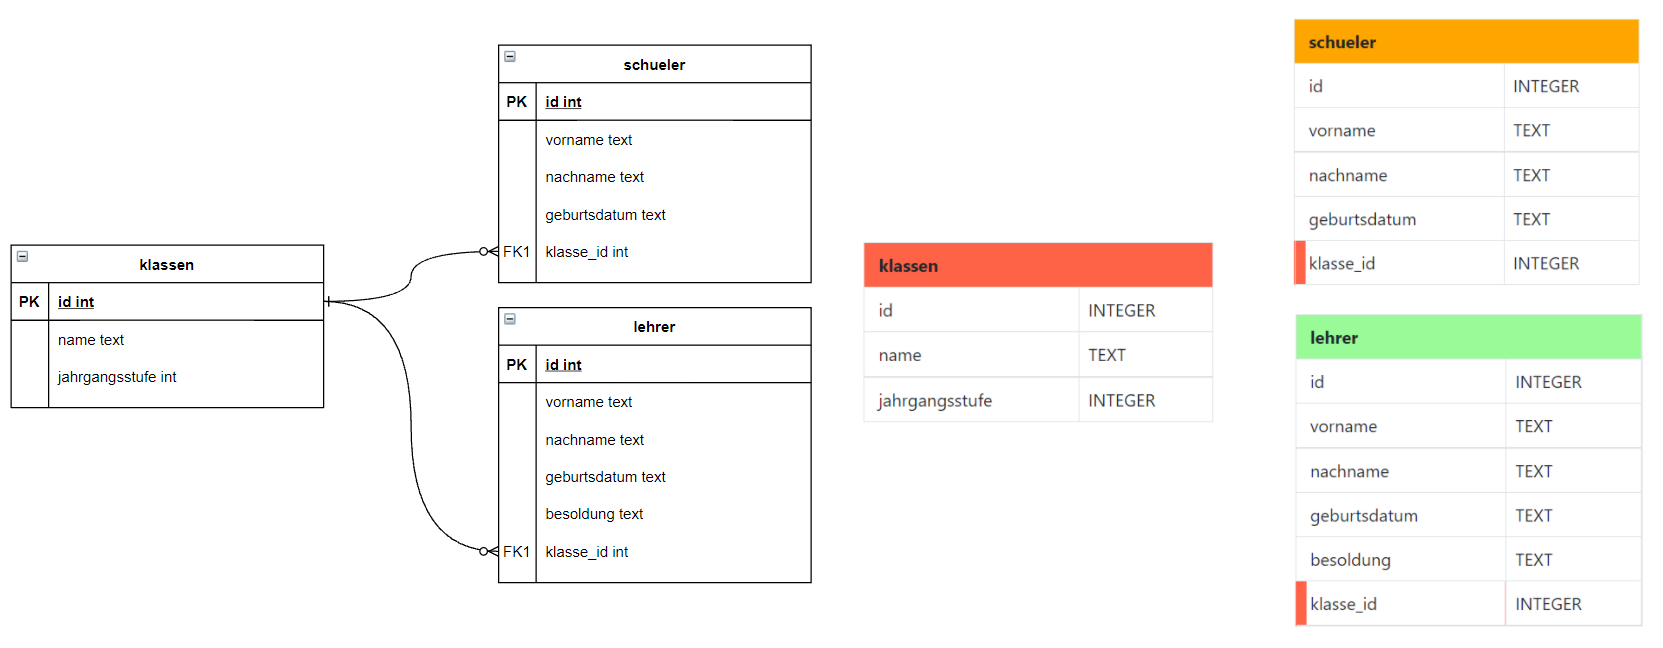 klassen
PK id int
name text
jahrgangsstufe int
schueler
PK id int
vorname text
nachname text
geburtsdatum text
FK1 klasse_id int
lehrer
PK id int
vorname text
nachname text
geburtsdatum text
besoldung text
FK1 klasse_id int
klassen
id INTEGER
name TEXT
jahrgangsstufe INTEGER
schueler
id INTEGER
vorname TEXT
nachname TEXT
geburtsdatum TEXT
klasse_id INTEGER
lehrer
id INTEGER
vorname TEXT
nachname TEXT
geburtsdatum TEXT
besoldung TEXT
klasse_id INTEGER